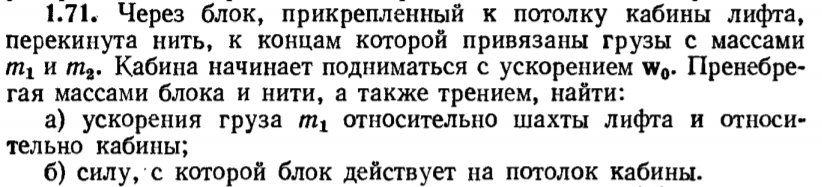 1.71. Через блок, прикрепленный к потолку кабины лифта,
перекинута нить, к концам которой привязаны грузы с массами
m₁ и m₂. Кабина начинает подниматься с ускорением w₀. Пренебре-
гая массами блока и нити, а также трением, найти:
а) ускорения груза m₁ относительно шахты лифта и относи-
тельно кабины;
б) силу, с которой блок действует на потолок кабины.